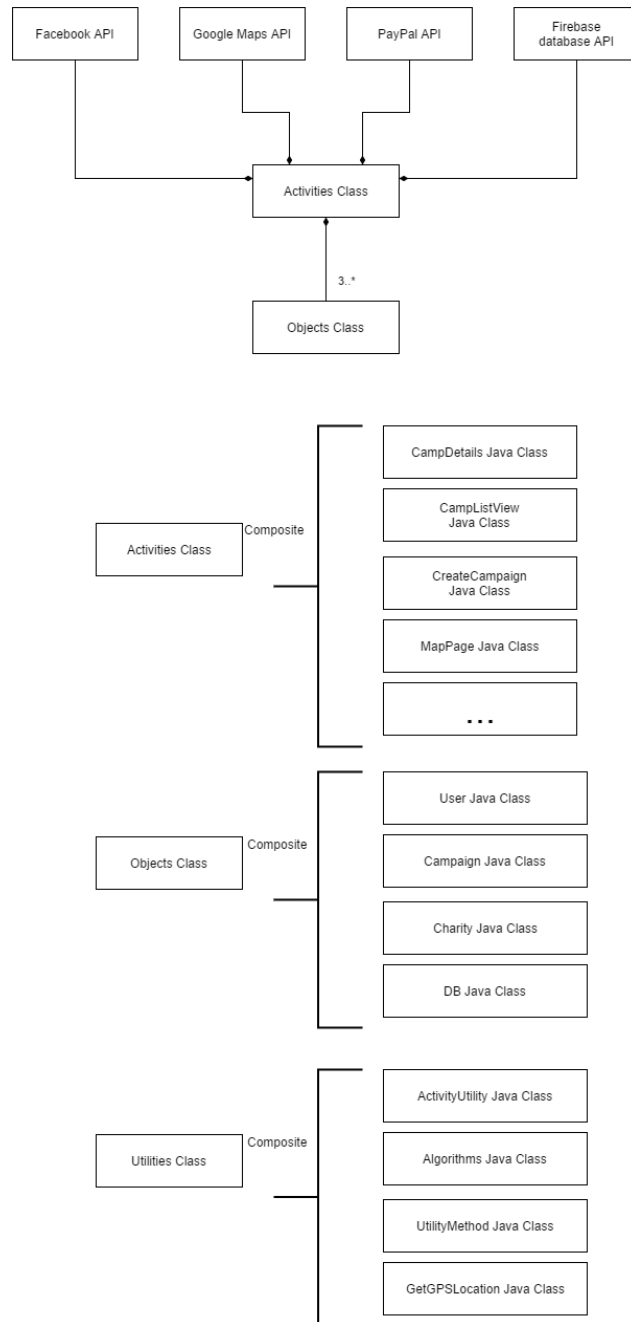 Facebook API
Google Maps API
PayPal API
Firebase
database API
Activities Class
3..*
Objects Class
CampDetails Java Class
Composite
CampListView
Java Class
Activities Class
CreateCampaign
Java Class
MapPage Java Class
...
User Java Class
Composite
Objects Class
Campaign Java Class
Charity Java Class
DB Java Class
ActivityUtility Java Class
Composite
Utilities Class
Algorithms Java Class
UtilityMethod Java Class
GetGPSLocation Java Class